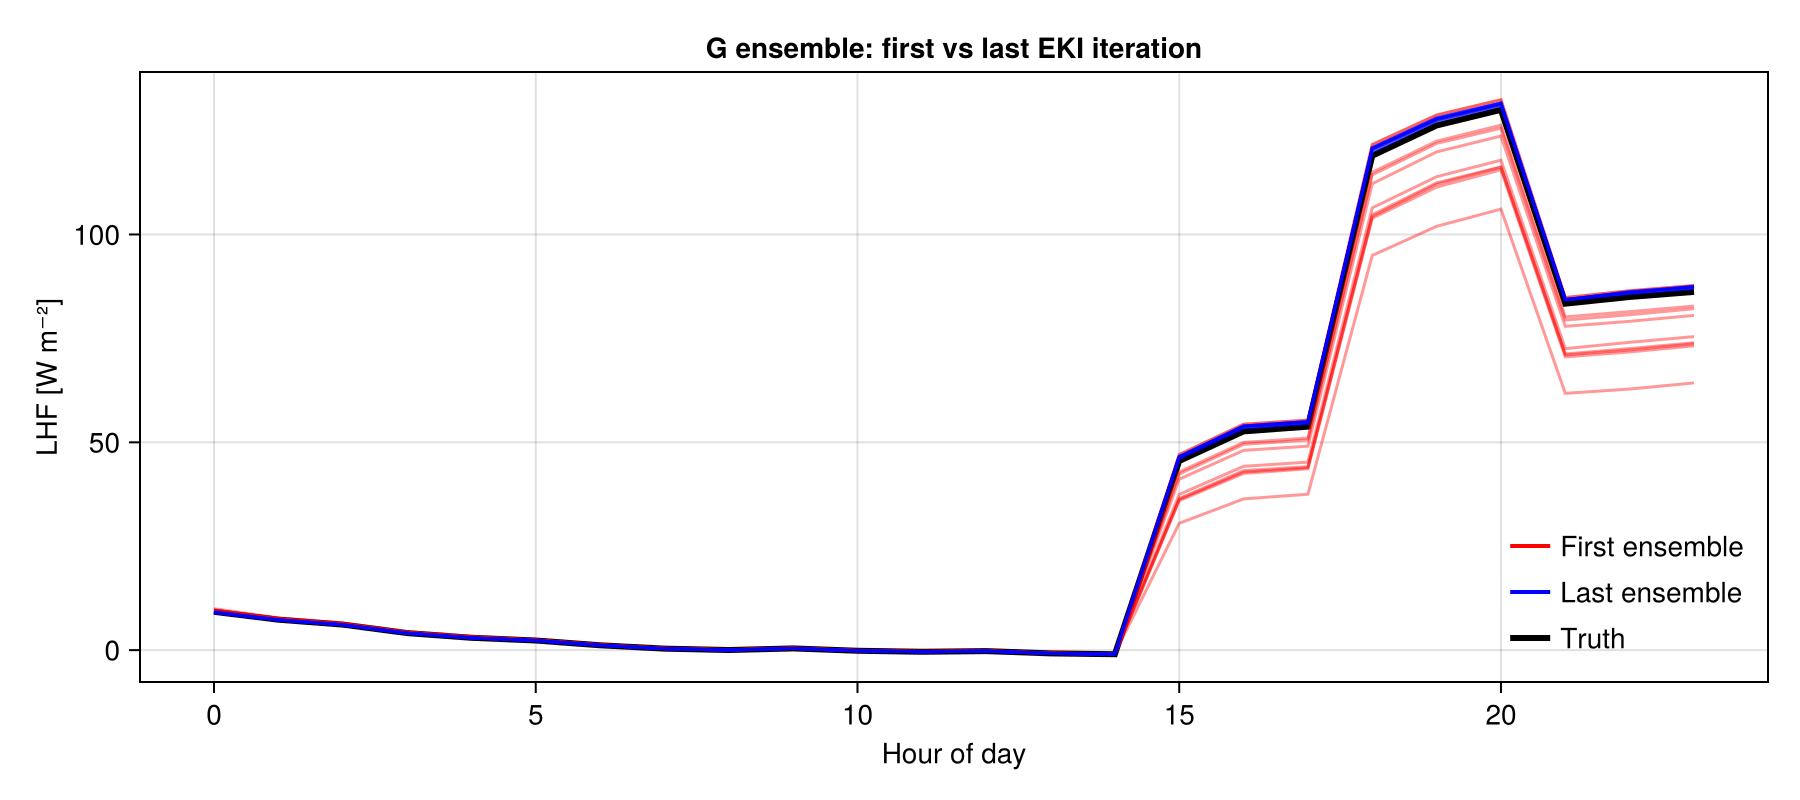 G ensemble: first vs last EKI iteration
LHF [W m⁻²]
100
50
0
First ensemble
Last ensemble
Truth
0 5 10 15 20
Hour of day